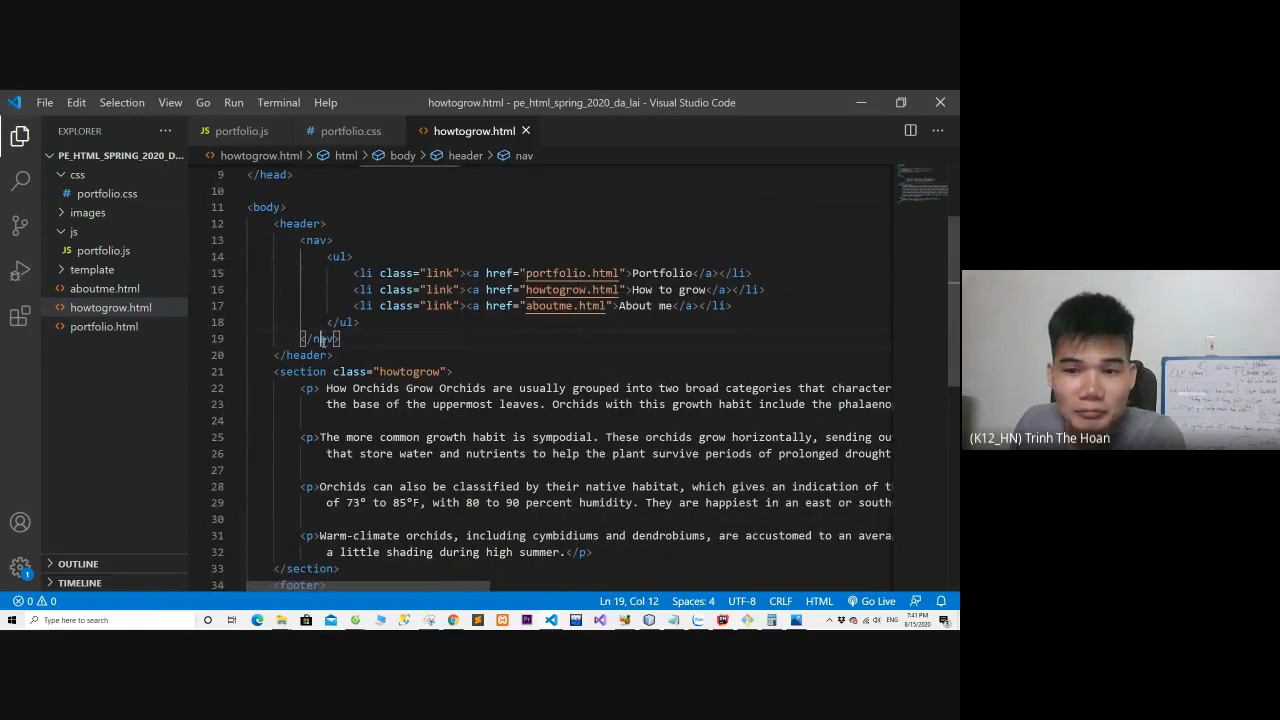 File Edit Selection View Go Run Terminal Help howtogrow.html - pe_html_spring_2020_da_lai - Visual Studio Code
EXPLORER
portfolio.js
portfolio.css
howtogrow.html
PE_HTML_SPRING_2020_D...
css
portfolio.css
images
js
portfolio.js
template
aboutme.html
howtogrow.html
portfolio.html
OUTLINE
TIMELINE
howtogrow.html > html > body > header > nav
9 </head>
10
11 <body>
12 <header>
13 <nav>
14 <ul>
15 <li class="link"><a href="portfolio.html">Portfolio</a></li>
16 <li class="link"><a href="howtogrow.html">How to grow</a></li>
17 <li class="link"><a href="aboutme.html">About me</a></li>
18 </ul>
19 </nav>
20 </header>
21 <section class="howtogrow">
22 <p> How Orchids Grow Orchids are usually grouped into two broad categories that character
23 the base of the uppermost leaves. Orchids with this growth habit include the phalaeno
24
25 <p>The more common growth habit is sympodial. These orchids grow horizontally, sending ou
26 that store water and nutrients to help the plant survive periods of prolonged drought
27
28 <p>Orchids can also be classified by their native habitat, which gives an indication of t
29 of 73° to 85°F, with 80 to 90 percent humidity. They are happiest in an east or south
30
31 <p>Warm-climate orchids, including cymbidiums and dendrobiums, are accustomed to an avera
32 a little shading during high summer.</p>
33 </section>
34 <footer>
1
0 0 Ln 19, Col 12 Spaces: 4 UTF-8 CRLF HTML Go Live
Type here to search
ENG
7:41 PM
8/15/2020
(K12_HN) Trinh The Hoan